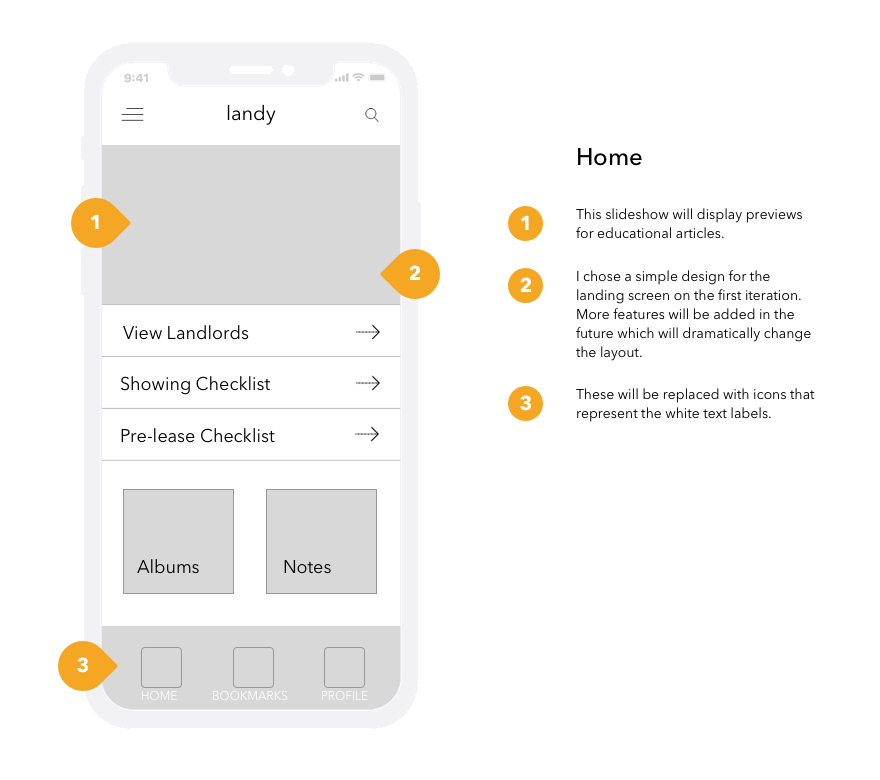 9:41
landy
1
2
View Landlords
Showing Checklist
Pre-lease Checklist
Albums
Notes
3
HOME
BOOKMARKS
PROFILE
Home
1
This slideshow will display previews
for educational articles.
2
I chose a simple design for the
landing screen on the first iteration.
More features will be added in the
future which will dramatically change
the layout.
3
These will be replaced with icons that
represent the white text labels.